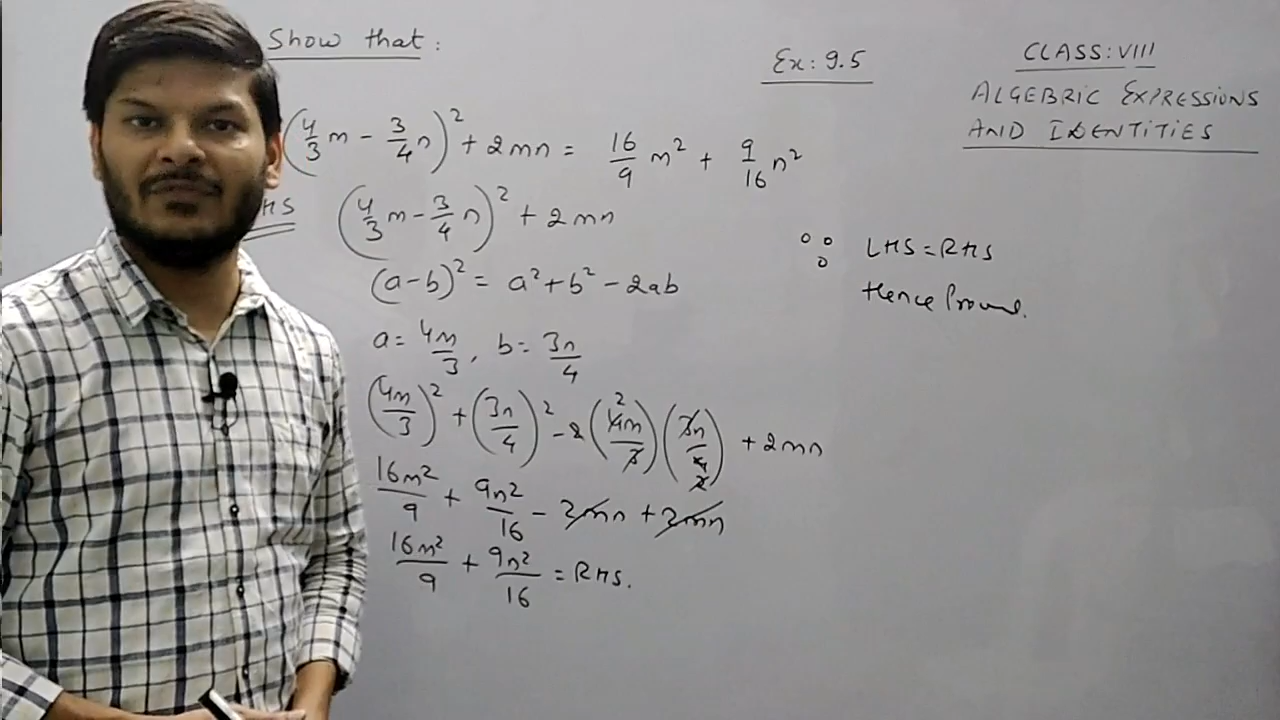 Show that:
Ex: 9.5
CLASS: VIII
ALGEBRIC EXPRESSIONS
AND IDENTITIES
(4/3 m - 3/4 n)² + 2mn = 16/9 m² + 9/16 n²
HS (4/3 m - 3/4 n)² + 2mn
(a-b)² = a² + b² - 2ab
a = 4m/3, b = 3n/4
(4m/3)² + (3n/4)² - 2(4m/3)(3n/4) + 2mn
16m²/9 + 9n²/16 - 2mn + 2mn
16m²/9 + 9n²/16 = RHS.
∴ LHS = RHS
Hence Proved.